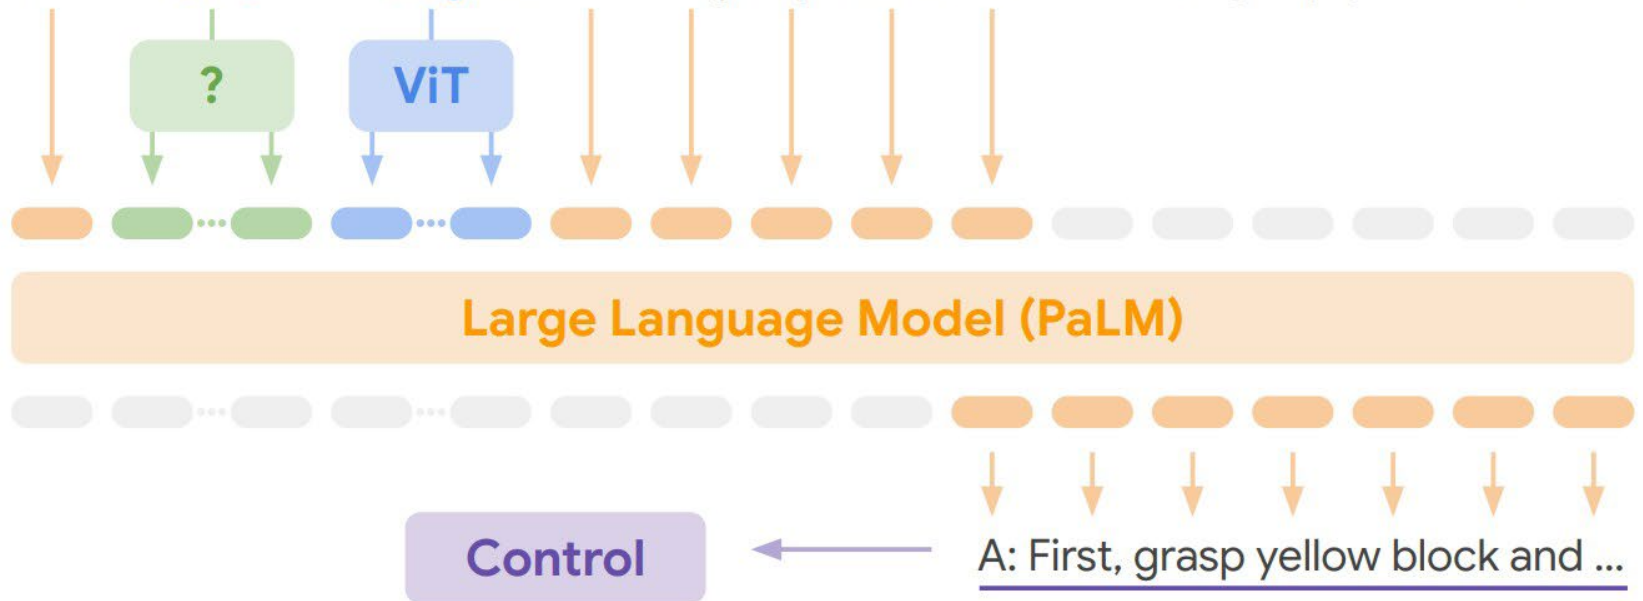 ?
ViT
Large Language Model (PaLM)
Control
A: First, grasp yellow block and ...